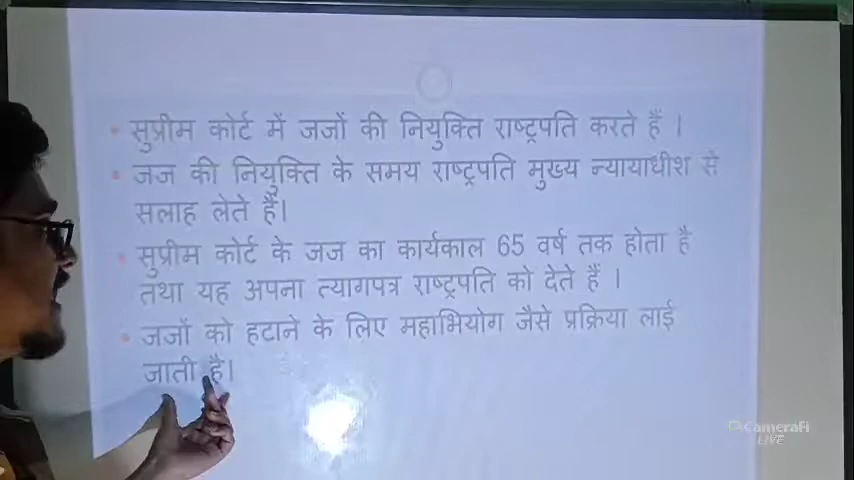 सुप्रीम कोर्ट में जजों की नियुक्ति राष्ट्रपति करते हैं ।
जज की नियुक्ति के समय राष्ट्रपति मुख्य न्यायाधीश से
सलाह लेते हैं।
सुप्रीम कोर्ट के जज का कार्यकाल 65 वर्ष तक होता है
तथा यह अपना त्यागपत्र राष्ट्रपति को देते हैं ।
जजों को हटाने के लिए महाभियोग जैसे प्रक्रिया लाई
जाती है।
CameraFi
LIVE